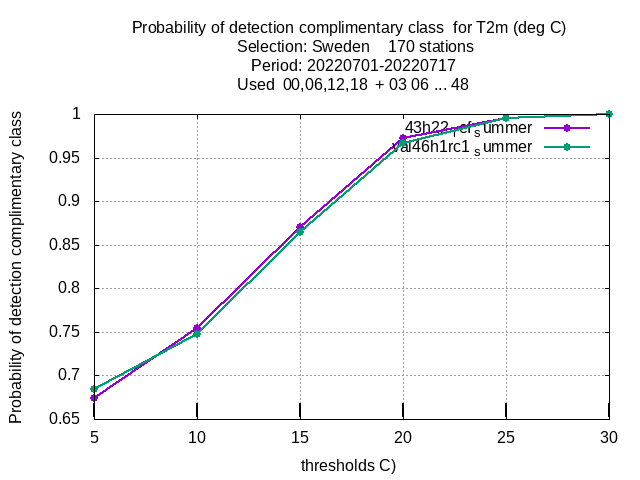 Probability of detection complimentary class for T2m (deg C)
Selection: Sweden 170 stations
Period: 20220701-20220717
Used 00,06,12,18 + 03 06 ... 48
Probability of detection complimentary class
1
0.95
0.9
0.85
0.8
0.75
0.7
0.65
43h22refsummer
val46h1rc1summer
5 10 15 20 25 30
thresholds C)